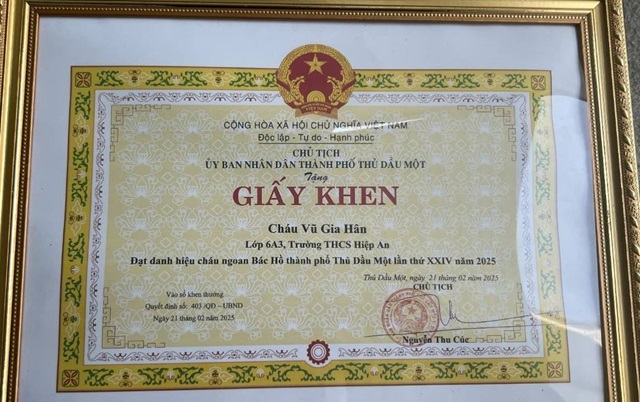 CỘNG HÒA XÃ HỘI CHỦ NGHĨA VIỆT NAM
Độc lập - Tự do - Hạnh phúc
CHỦ TỊCH
ỦY BAN NHÂN DÂN THÀNH PHỐ THỦ DẦU MỘT
Tặng
GIẤY KHEN
Cháu Vũ Gia Hân
Lớp 6A3, Trường THCS Hiệp An
Đạt danh hiệu cháu ngoan Bác Hồ thành phố Thủ Dầu Một lần thứ XXIV năm 2025
Thủ Dầu Một, ngày 21 tháng 02 năm 2025
CHỦ TỊCH
Vào sổ khen thưởng
Quyết định số: 403 /QĐ – UBND
Ngày 21 tháng 02 năm 2025
Nguyễn Thu Cúc